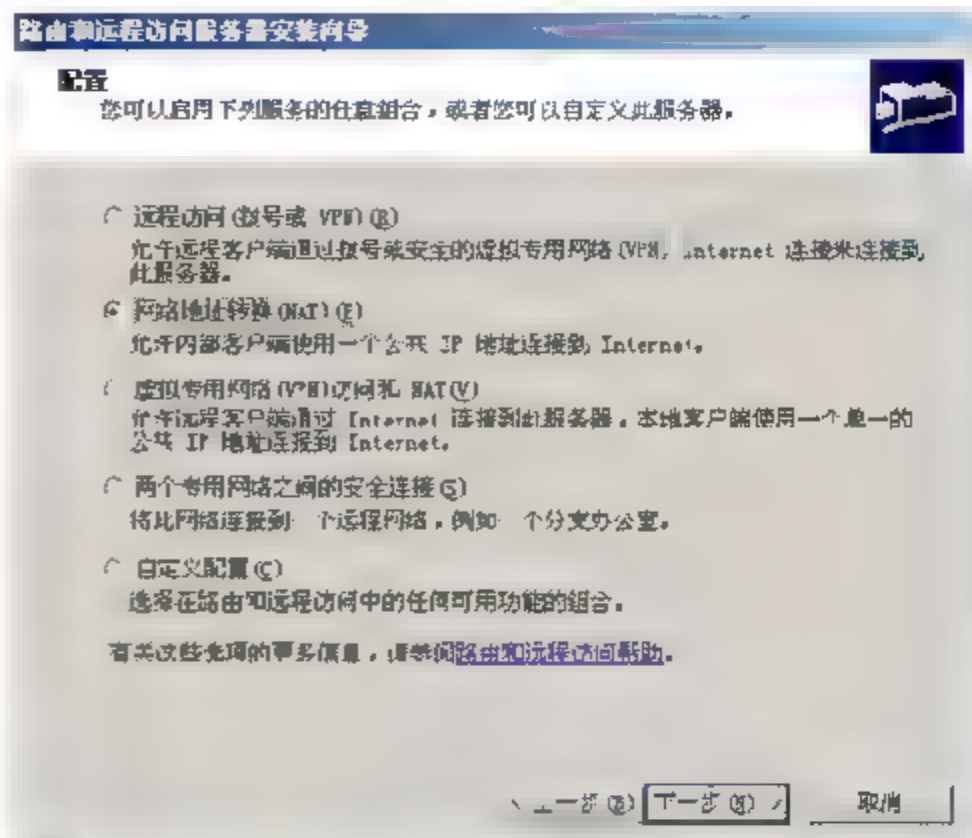 路由和远程访问服务器安装向导
配置
您可以启用下列服务的任意组合，或者您可以自定义此服务器。
远程访问(拨号或 VPN)(R)
允许远程客户端通过拨号或安全的虚拟专用网络(VPN) Internet 连接来连接到
此服务器。
网络地址转换(NAT)(E)
允许内部客户端使用一个公共 IP 地址连接到 Internet。
虚拟专用网络(VPN)访问和 NAT(V)
允许远程客户端通过 Internet 连接到此服务器，本地客户端使用一个单一的
公共 IP 地址连接到 Internet。
两个专用网络之间的安全连接(S)
将此网络连接到一个远程网络，例如一个分支办公室。
自定义配置(C)
选择在路由和远程访问中的任何可用功能的组合。
有关这些选项的更多信息，请参阅路由和远程访问帮助。
< 上一步(B) 下一步(N) > 取消